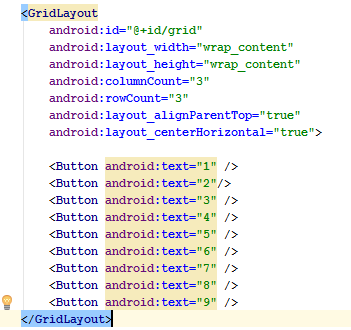 <GridLayout
    android:id="@+id/grid"
    android:layout_width="wrap_content"
    android:layout_height="wrap_content"
    android:columnCount="3"
    android:rowCount="3"
    android:layout_alignParentTop="true"
    android:layout_centerHorizontal="true">

    <Button android:text="1" />
    <Button android:text="2"/>
    <Button android:text="3" />
    <Button android:text="4" />
    <Button android:text="5" />
    <Button android:text="6" />
    <Button android:text="7" />
    <Button android:text="8" />
    <Button android:text="9" />
</GridLayout>